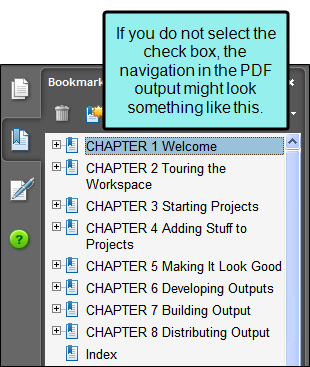 If you do not select the
check box, the
navigation in the PDF
output might look
something like this.
Bookmar
CHAPTER 1 Welcome
CHAPTER 2 Touring the
Workspace
CHAPTER 3 Starting Projects
CHAPTER 4 Adding Stuff to
Projects
CHAPTER 5 Making It Look Good
CHAPTER 6 Developing Outputs
CHAPTER 7 Building Output
CHAPTER 8 Distributing Output
Index